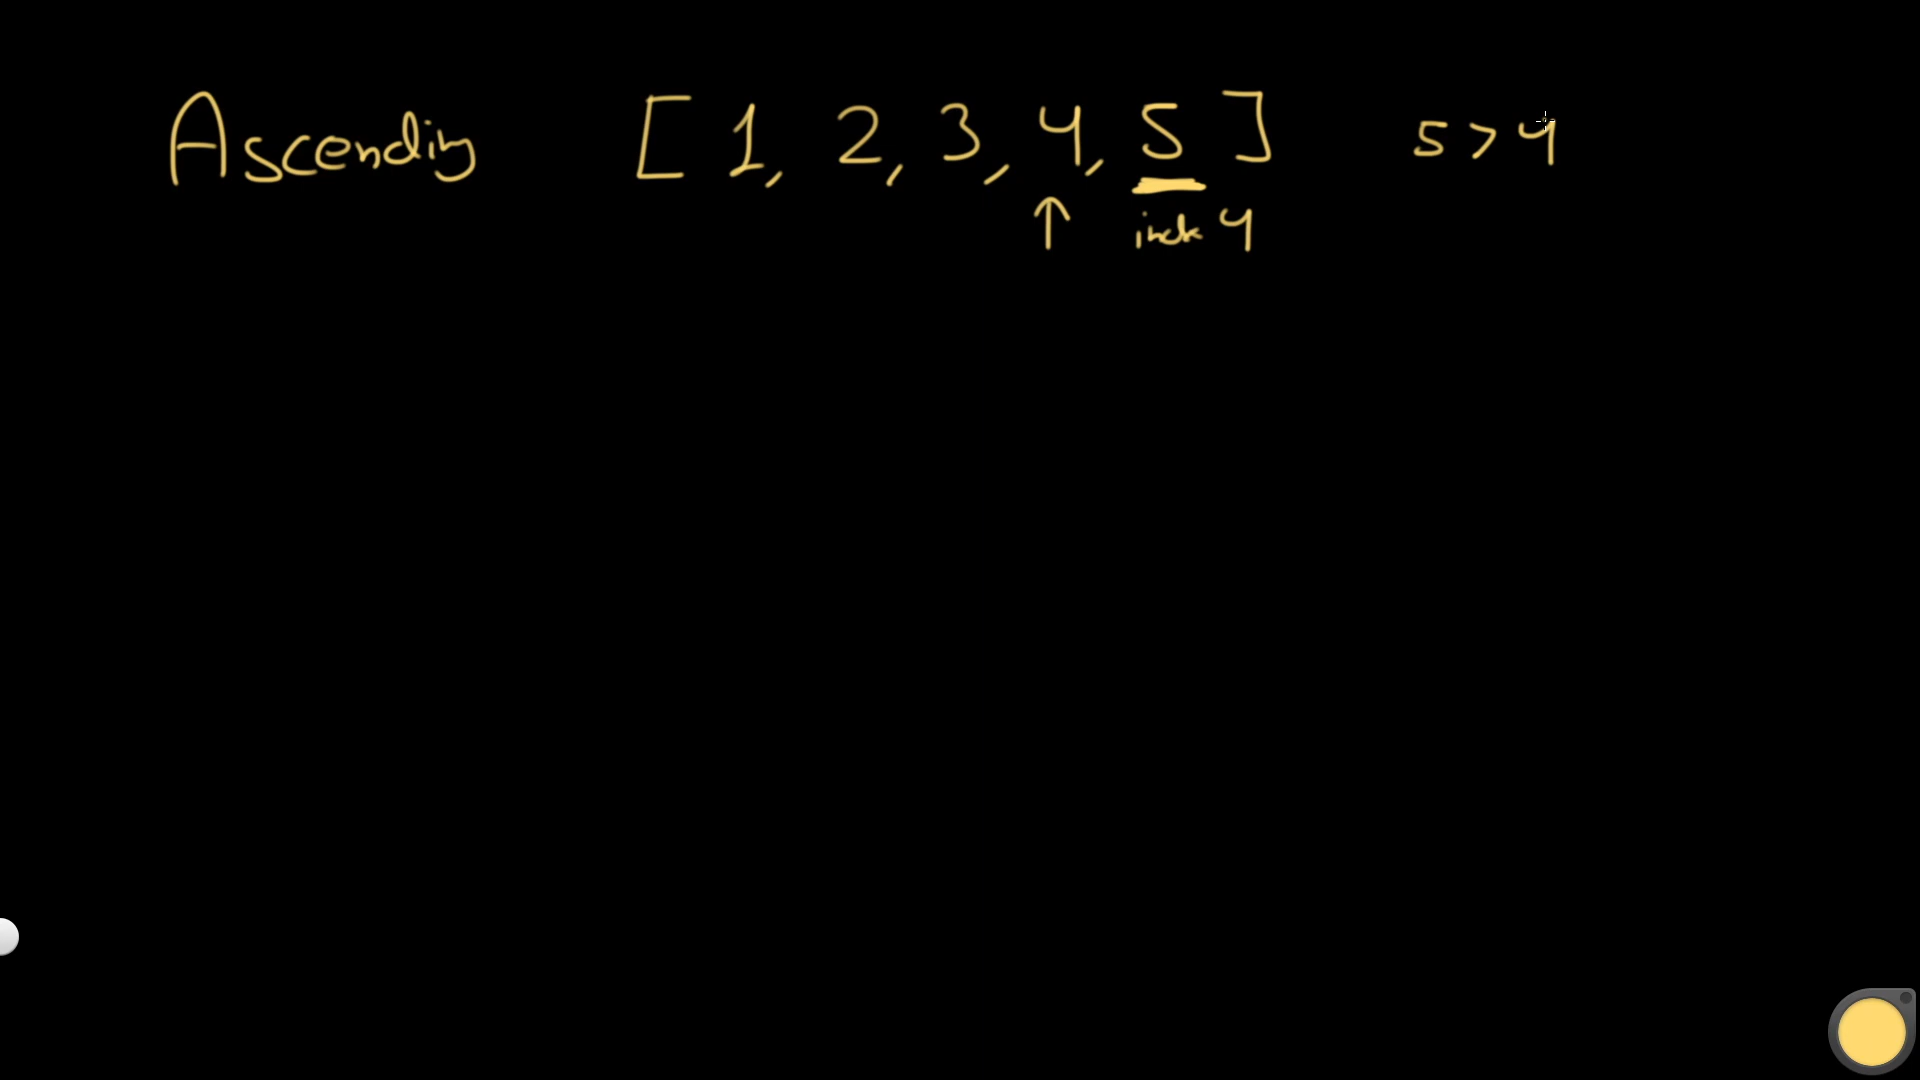 Ascending [ 1, 2, 3, 4, 5 ] 5 > 4
↑ index 4